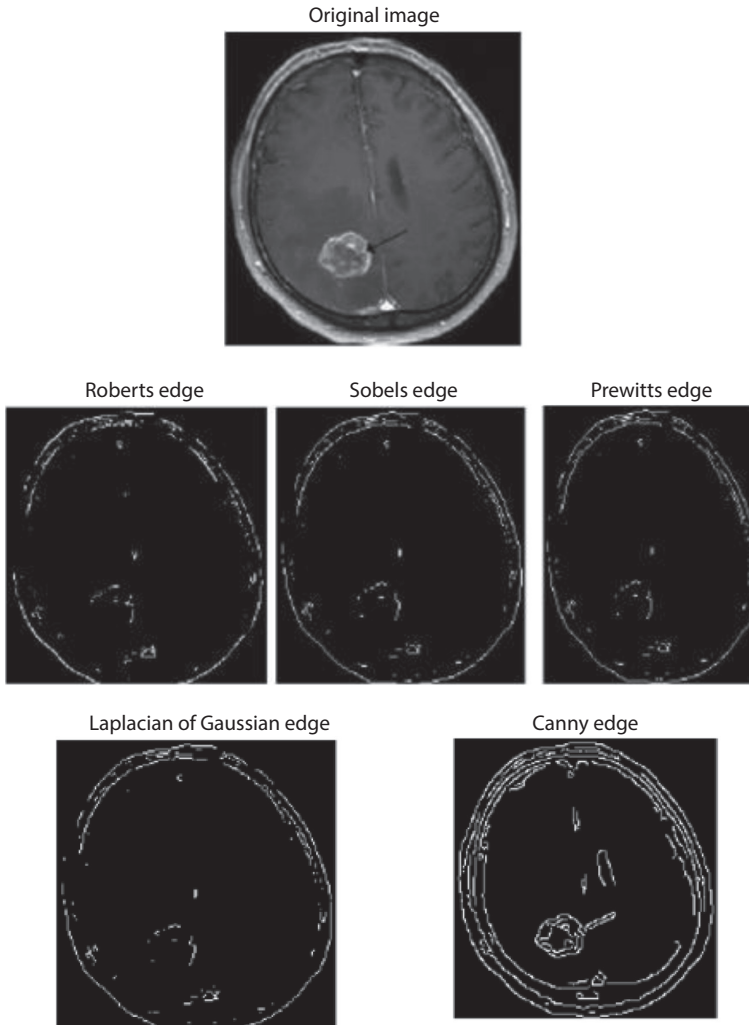 Original image
Roberts edge
Sobels edge
Prewitts edge
Laplacian of Gaussian edge
Canny edge